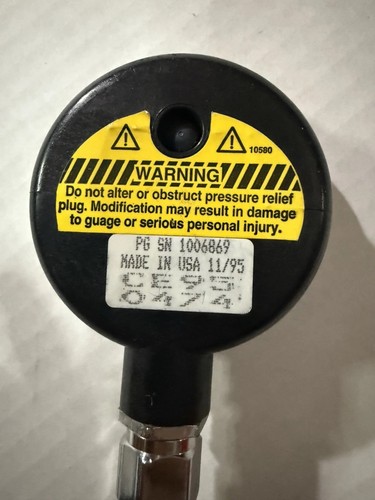 10580
WARNING
Do not alter or obstruct pressure relief
plug. Modification may result in damage
to guage or serious personal injury.
PG SN 1006869
MADE IN USA 11/95
CE95
0474